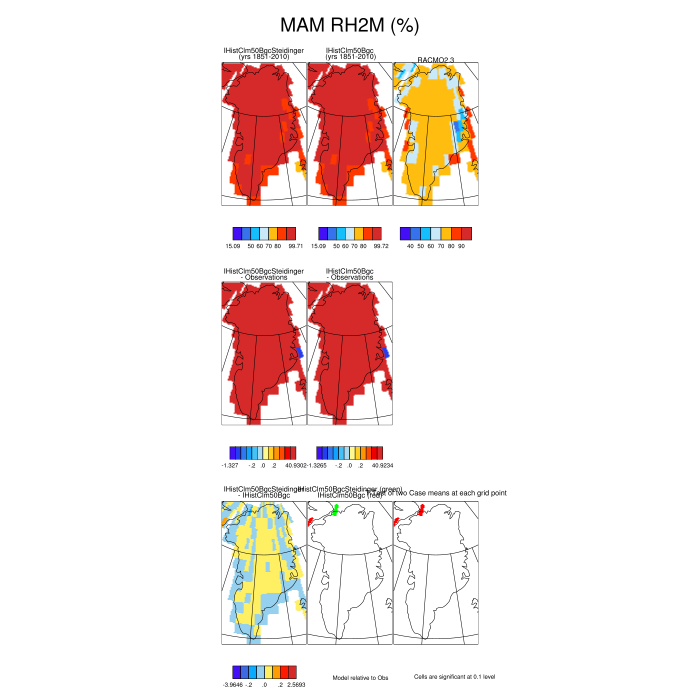 MAM RH2M (%)
IHistClm50BgcSteidinger
(yrs 1851-2010)
IHistClm50Bgc
(yrs 1851-2010)
RACMO2.3
15.09 50 60 70 80 99.71
15.09 50 60 70 80 99.72
40 50 60 70 80 90
IHistClm50BgcSteidinger
- Observations
IHistClm50Bgc
- Observations
-1.327 -.2 .0 .2 40.9302
-1.3265 -.2 .0 .2 40.9234
IHistClm50BgcSteidinger
- IHistClm50Bgc
IHistClm50BgcSteidinger (green)
IHistClm50Bgc (red)
of two Case means at each grid point
-3.9646 -.2 .0 .2 2.5693
Model relative to Obs
Cells are significant at 0.1 level